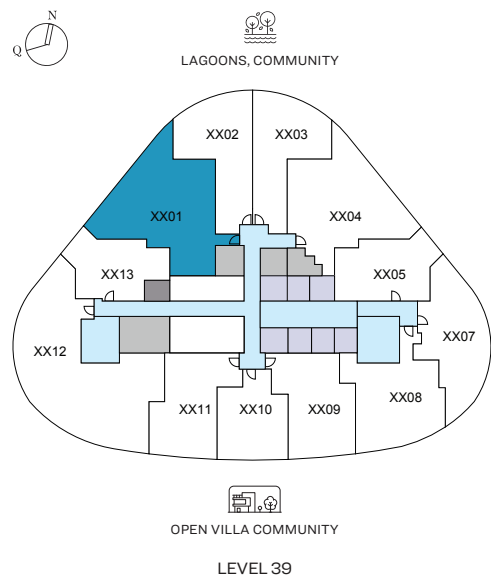 N
Q
LAGOONS, COMMUNITY
XX02 XX03
XX01 XX04
XX13 XX05
XX12 XX07
XX11 XX10 XX09 XX08
OPEN VILLA COMMUNITY
LEVEL 39